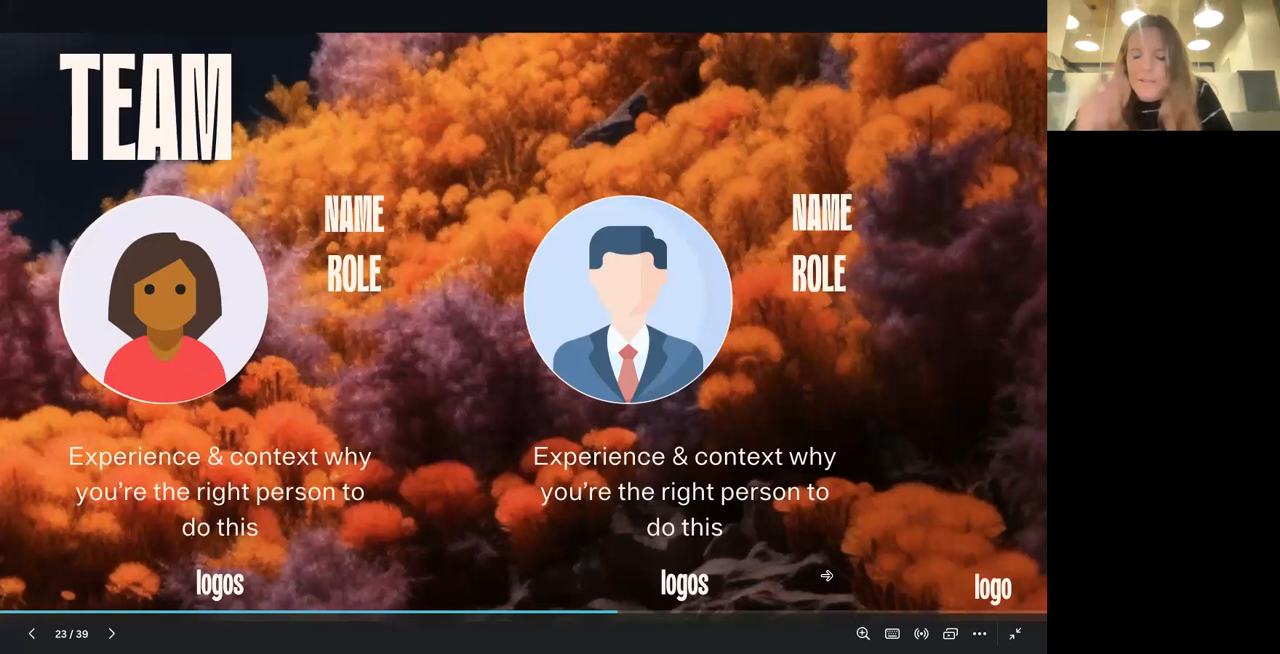 TEAM
NAME
ROLE
Experience & context why
you're the right person to
do this
logos
NAME
ROLE
Experience & context why
you're the right person to
do this
logos
logo
23 / 39